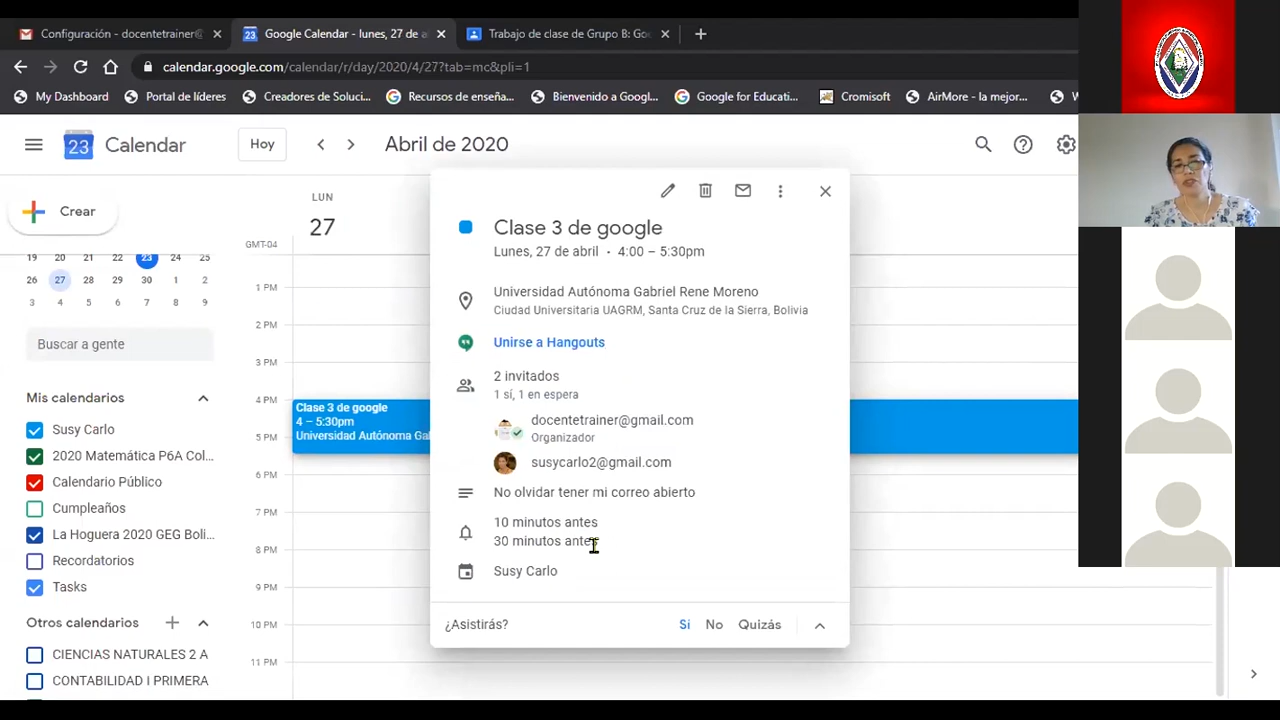 Configuración - docentetrainer@
Google Calendar - lunes, 27 de a
Trabajo de clase de Grupo B: Go
calendar.google.com/calendar/r/day/2020/4/27?tab=mc&pli=1
My Dashboard
Portal de líderes
Creadores de Soluci...
Recursos de enseña...
Bienvenido a Googl...
Google for Educati...
Cromisoft
AirMore - la mejor...
23
Calendar
Hoy
Abril de 2020
Crear
LUN
27
GMT-04
19 20 21 22 23 24 25
26 27 28 29 30 1 2
3 4 5 6 7 8 9
Buscar a gente
Mis calendarios
Susy Carlo
2020 Matemática P6A Col...
Calendario Público
Cumpleaños
La Hoguera 2020 GEG Boli...
Recordatorios
Tasks
Otros calendarios
CIENCIAS NATURALES 2 A
CONTABILIDAD I PRIMERA
1 PM
2 PM
3 PM
4 PM
5 PM
6 PM
7 PM
8 PM
9 PM
10 PM
11 PM
Clase 3 de google
4 – 5:30pm
Universidad Autónoma Gal
Clase 3 de google
Lunes, 27 de abril · 4:00 – 5:30pm
Universidad Autónoma Gabriel Rene Moreno
Ciudad Universitaria UAGRM, Santa Cruz de la Sierra, Bolivia
Unirse a Hangouts
2 invitados
1 sí, 1 en espera
docentetrainer@gmail.com
Organizador
susycarlo2@gmail.com
No olvidar tener mi correo abierto
10 minutos antes
30 minutos antes
Susy Carlo
¿Asistirás?
Sí
No
Quizás